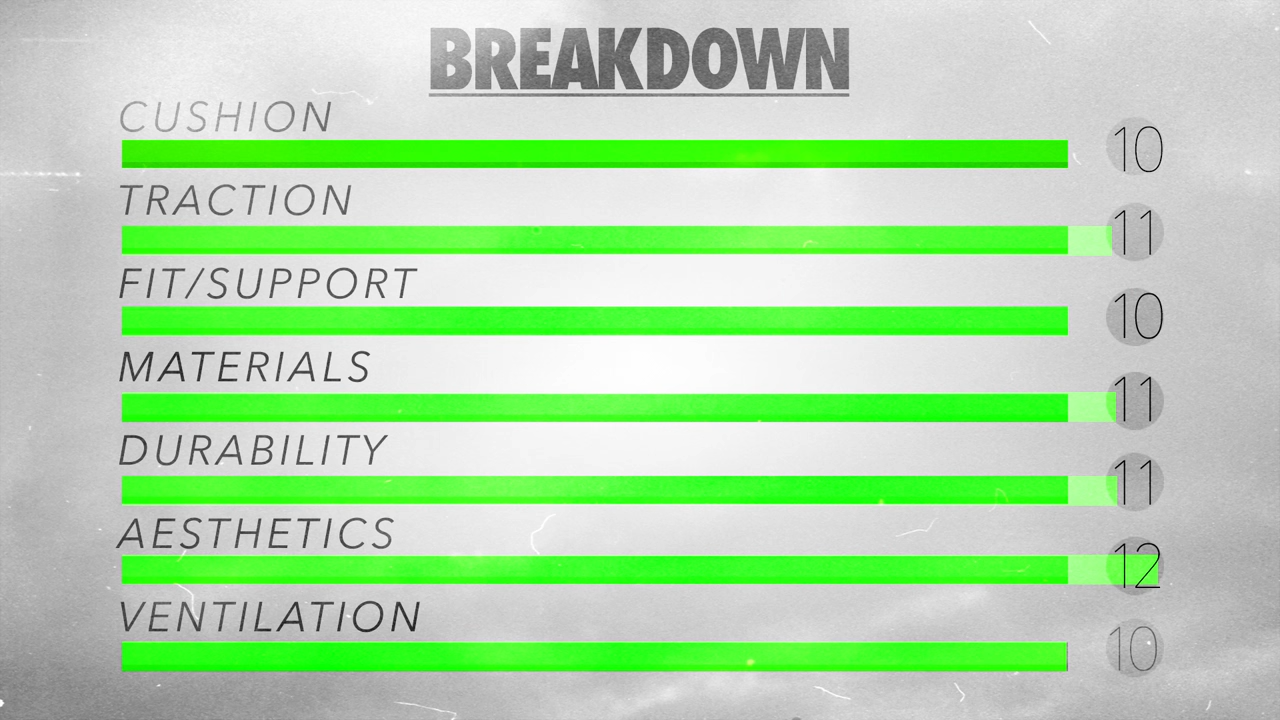 BREAKDOWN
CUSHION
10
TRACTION
11
FIT/SUPPORT
10
MATERIALS
11
DURABILITY
11
AESTHETICS
12
VENTILATION
10